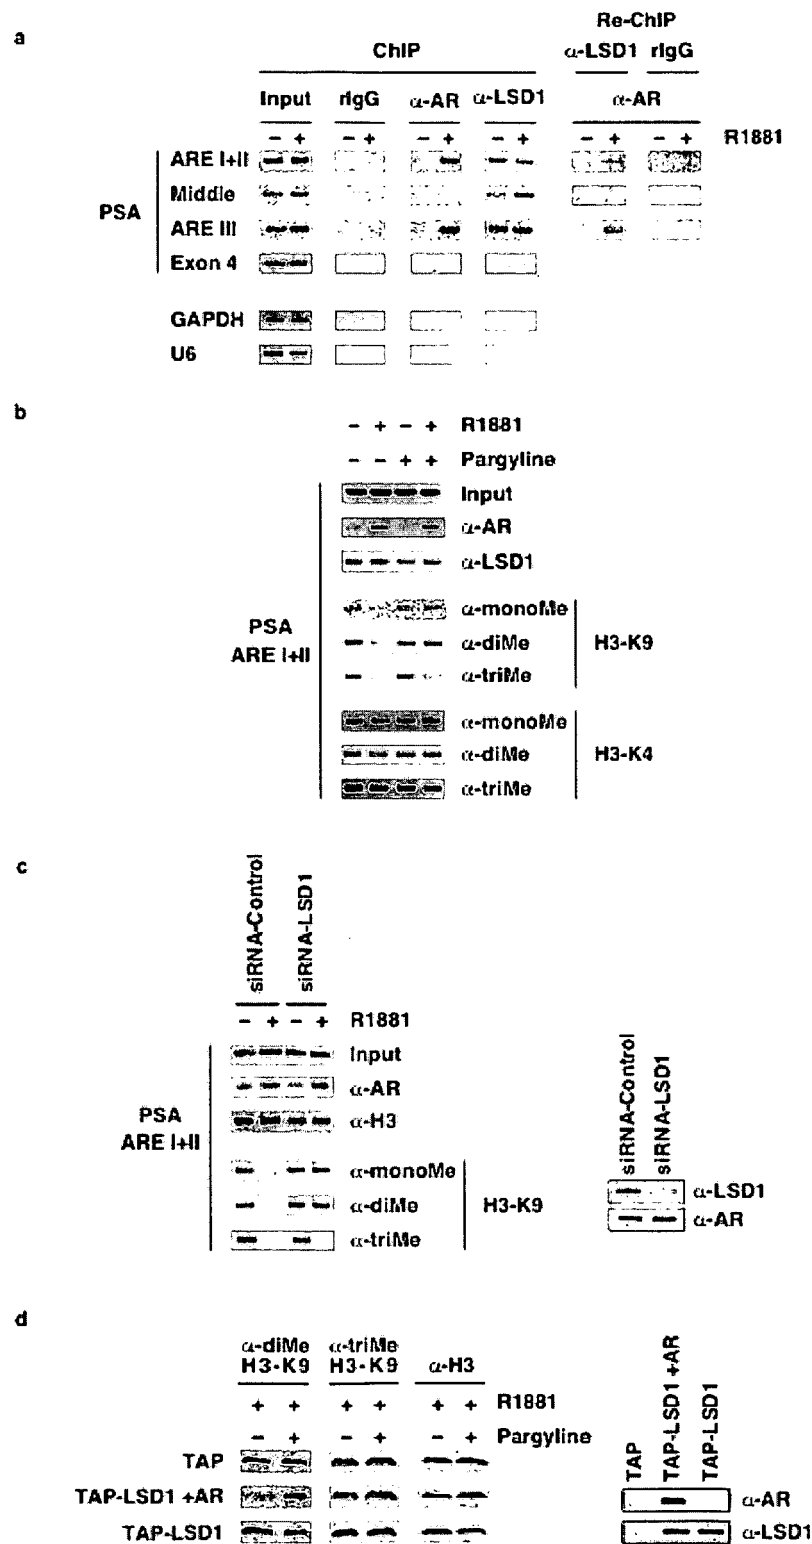 a
Re-ChIP
ChIP α-LSD1 rIgG
Input rIgG α-AR α-LSD1 α-AR
− + − + − + − + − + − + R1881
PSA
ARE I+II
Middle
ARE III
Exon 4
GAPDH
U6
b
− + − + R1881
− − + + Pargyline
PSA
ARE I+II
Input
α-AR
α-LSD1
α-monoMe
α-diMe H3-K9
α-triMe
α-monoMe
α-diMe H3-K4
α-triMe
c
siRNA-Control
siRNA-LSD1
− + − + R1881
PSA
ARE I+II
Input
α-AR
α-H3
α-monoMe
α-diMe H3-K9
α-triMe
siRNA-Control
siRNA-LSD1
α-LSD1
α-AR
d
α-diMe α-triMe
H3-K9 H3-K9 α-H3
+ + + + + + R1881
− + − + − + Pargyline
TAP
TAP-LSD1 +AR
TAP-LSD1
TAP
TAP-LSD1 +AR
TAP-LSD1
α-AR
α-LSD1